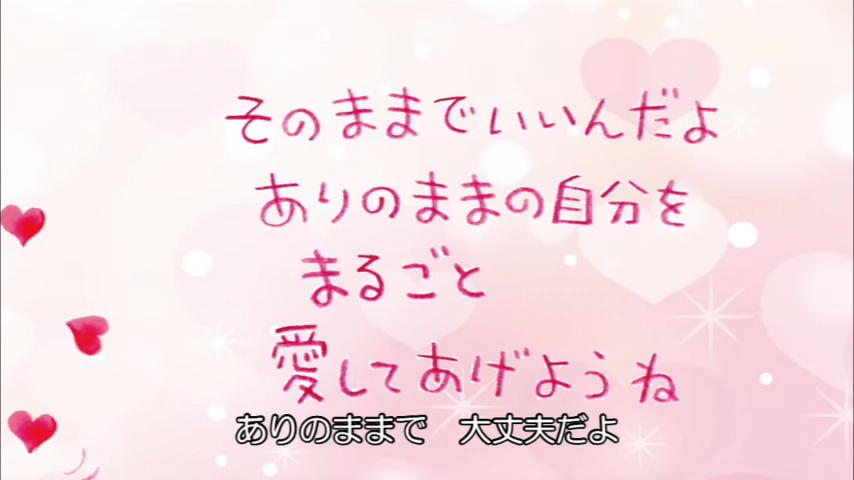 そのままでいいんだよ
ありのままの自分を
まるごと
愛してあげようね
ありのままで　大丈夫だよ